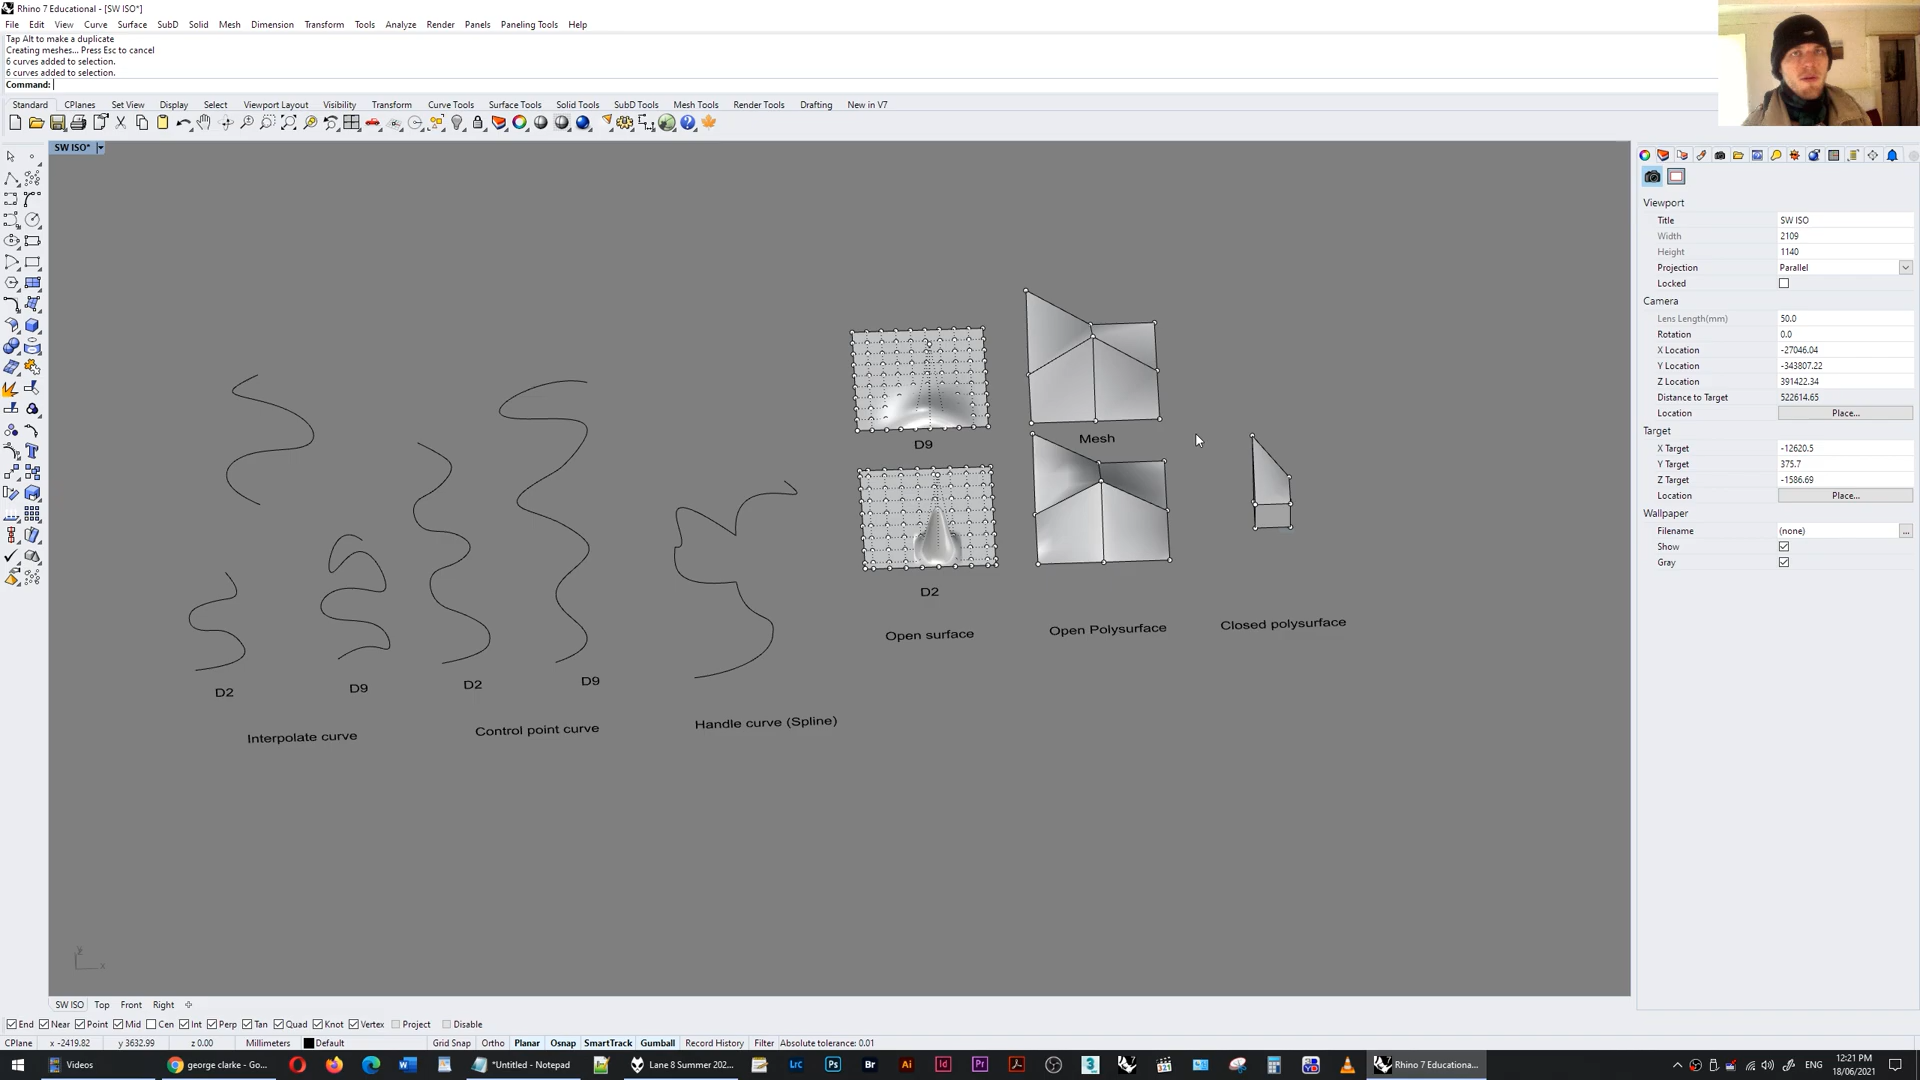 Rhino 7 Educational - [SW ISO*]
File Edit View Curve Surface SubD Solid Mesh Dimension Transform Tools Analyze Render Panels Paneling Tools Help
Tap Alt to make a duplicate
Creating meshes... Press Esc to cancel
6 curves added to selection.
6 curves added to selection.
Command:
Standard CPlanes Set View Display Select Viewport Layout Visibility Transform Curve Tools Surface Tools Solid Tools SubD Tools Mesh Tools Render Tools Drafting New in V7
SW ISO*
Viewport
Title SW ISO
Width 2109
Height 1140
Projection Parallel
Locked
Camera
Lens Length(mm) 50.0
Rotation 0.0
X Location -27046.04
Y Location -343807.22
Z Location 391422.34
Distance to Target 522614.65
Location Place...
Target
X Target -12620.5
Y Target 375.7
Z Target -1586.69
Location Place...
Wallpaper
Filename (none) ...
Show
Gray
D9
Mesh
D2
Open surface
Open Polysurface
Closed polysurface
D2
D9
D2
D9
Interpolate curve
Control point curve
Handle curve (Spline)
y
x
SW ISO Top Front Right
End Near Point Mid Cen Int Perp Tan Quad Knot Vertex Project Disable
CPlane x -2419.82 y 3632.99 z 0.00 Millimeters Default Grid Snap Ortho Planar Osnap SmartTrack Gumball Record History Filter Absolute tolerance: 0.01
Videos george clarke - Go... *Untitled - Notepad Lrc Ps Br Ai Id Pr Lane 8 Summer 202... 3 Rhino 7 Educationa... ENG 12:21 PM
18/06/2021